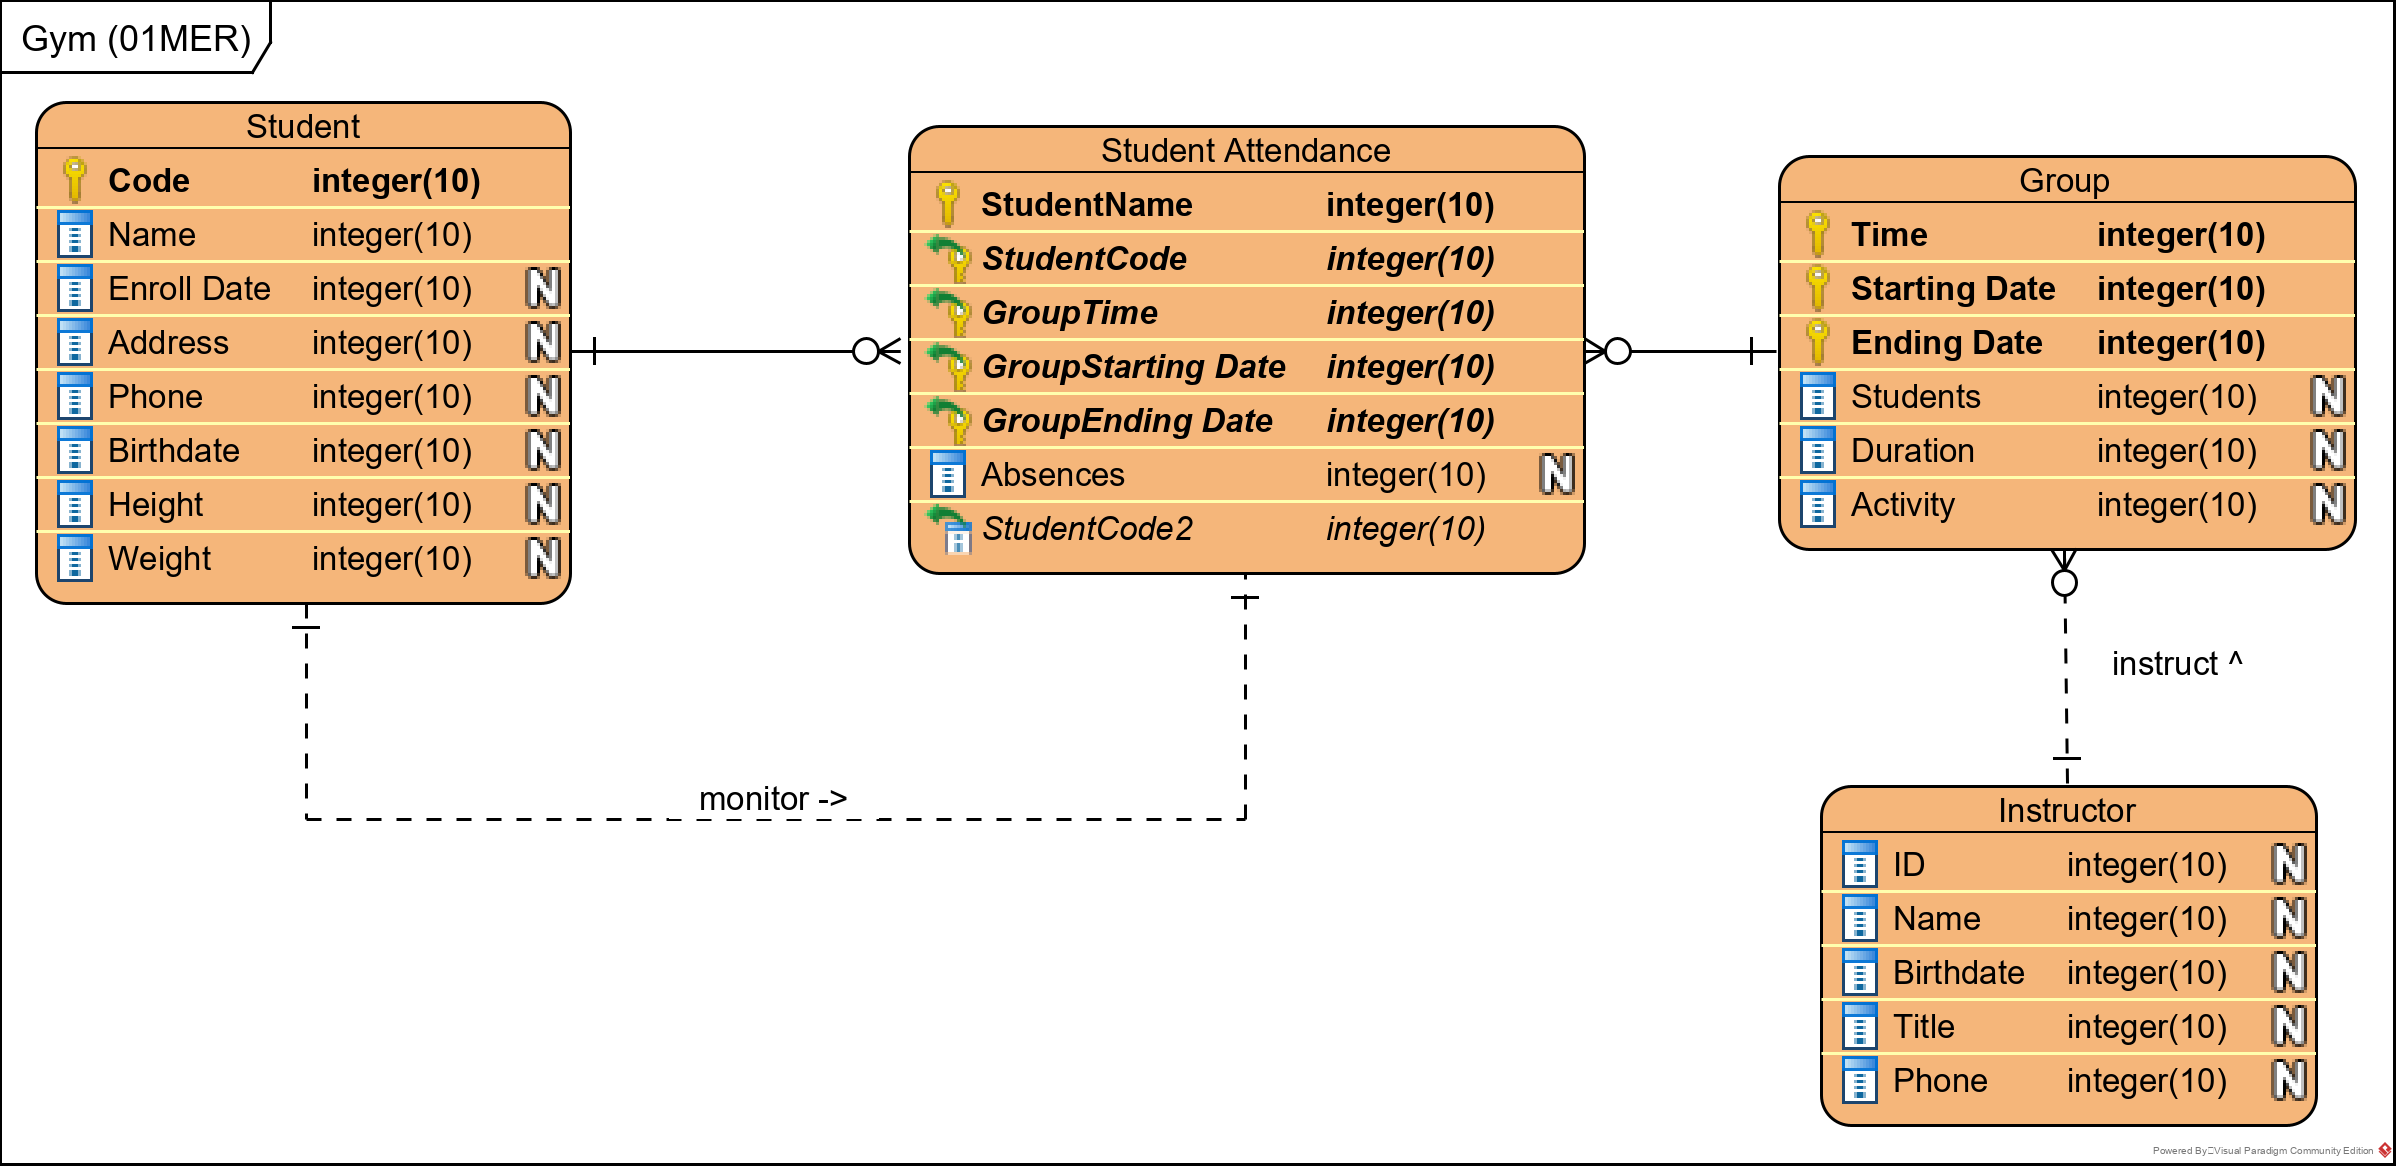 Gym (01MER)
Student
Code integer(10)
Name integer(10)
Enroll Date integer(10) N
Address integer(10) N
Phone integer(10) N
Birthdate integer(10) N
Height integer(10) N
Weight integer(10) N
Student Attendance
StudentName integer(10)
StudentCode integer(10)
GroupTime integer(10)
GroupStarting Date integer(10)
GroupEnding Date integer(10)
Absences integer(10) N
StudentCode2 integer(10)
Group
Time integer(10)
Starting Date integer(10)
Ending Date integer(10)
Students integer(10) N
Duration integer(10) N
Activity integer(10) N
instruct ^
monitor ->
Instructor
ID integer(10) N
Name integer(10) N
Birthdate integer(10) N
Title integer(10) N
Phone integer(10) N
Powered By Visual Paradigm Community Edition